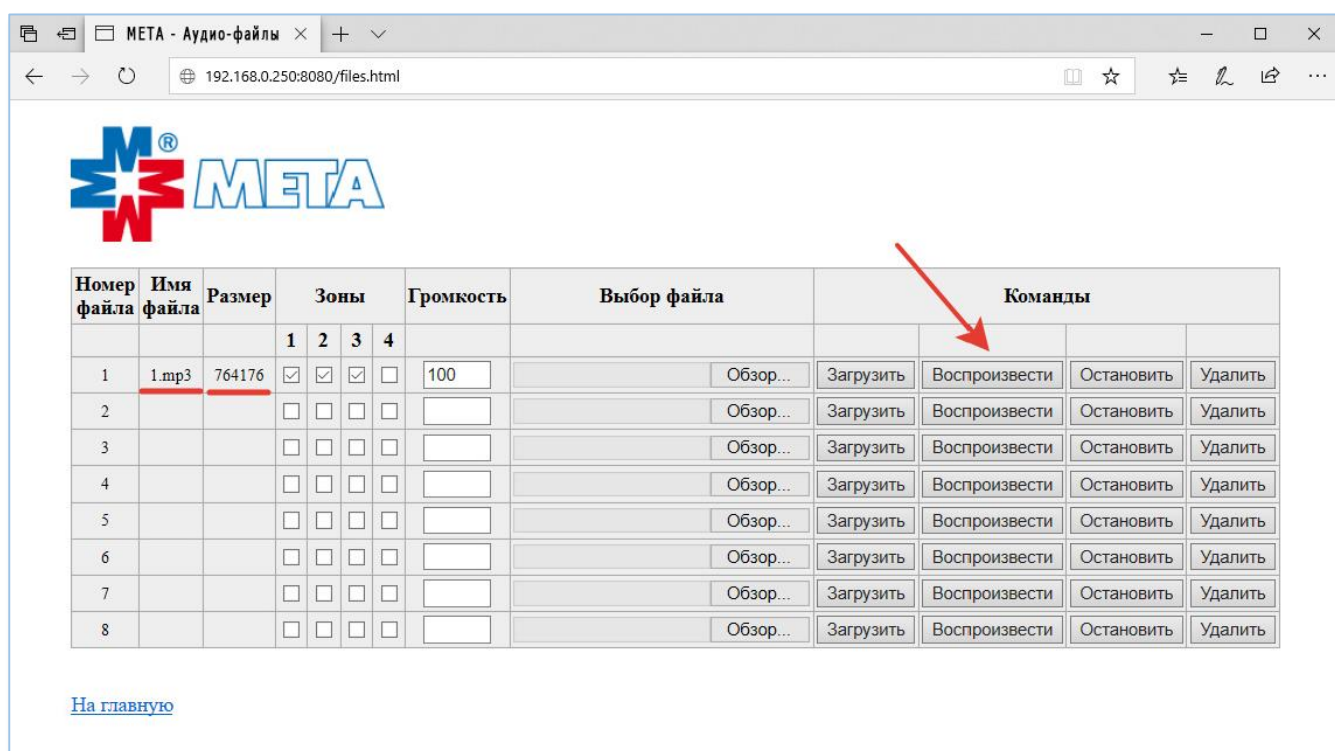 META - Аудио-файлы
192.168.0.250:8080/files.html
М ® META
Номер файла Имя файла Размер Зоны Громкость Выбор файла Команды
1 2 3 4
1 1.mp3 764176 100 Обзор... Загрузить Воспроизвести Остановить Удалить
2 Обзор... Загрузить Воспроизвести Остановить Удалить
3 Обзор... Загрузить Воспроизвести Остановить Удалить
4 Обзор... Загрузить Воспроизвести Остановить Удалить
5 Обзор... Загрузить Воспроизвести Остановить Удалить
6 Обзор... Загрузить Воспроизвести Остановить Удалить
7 Обзор... Загрузить Воспроизвести Остановить Удалить
8 Обзор... Загрузить Воспроизвести Остановить Удалить
На главную